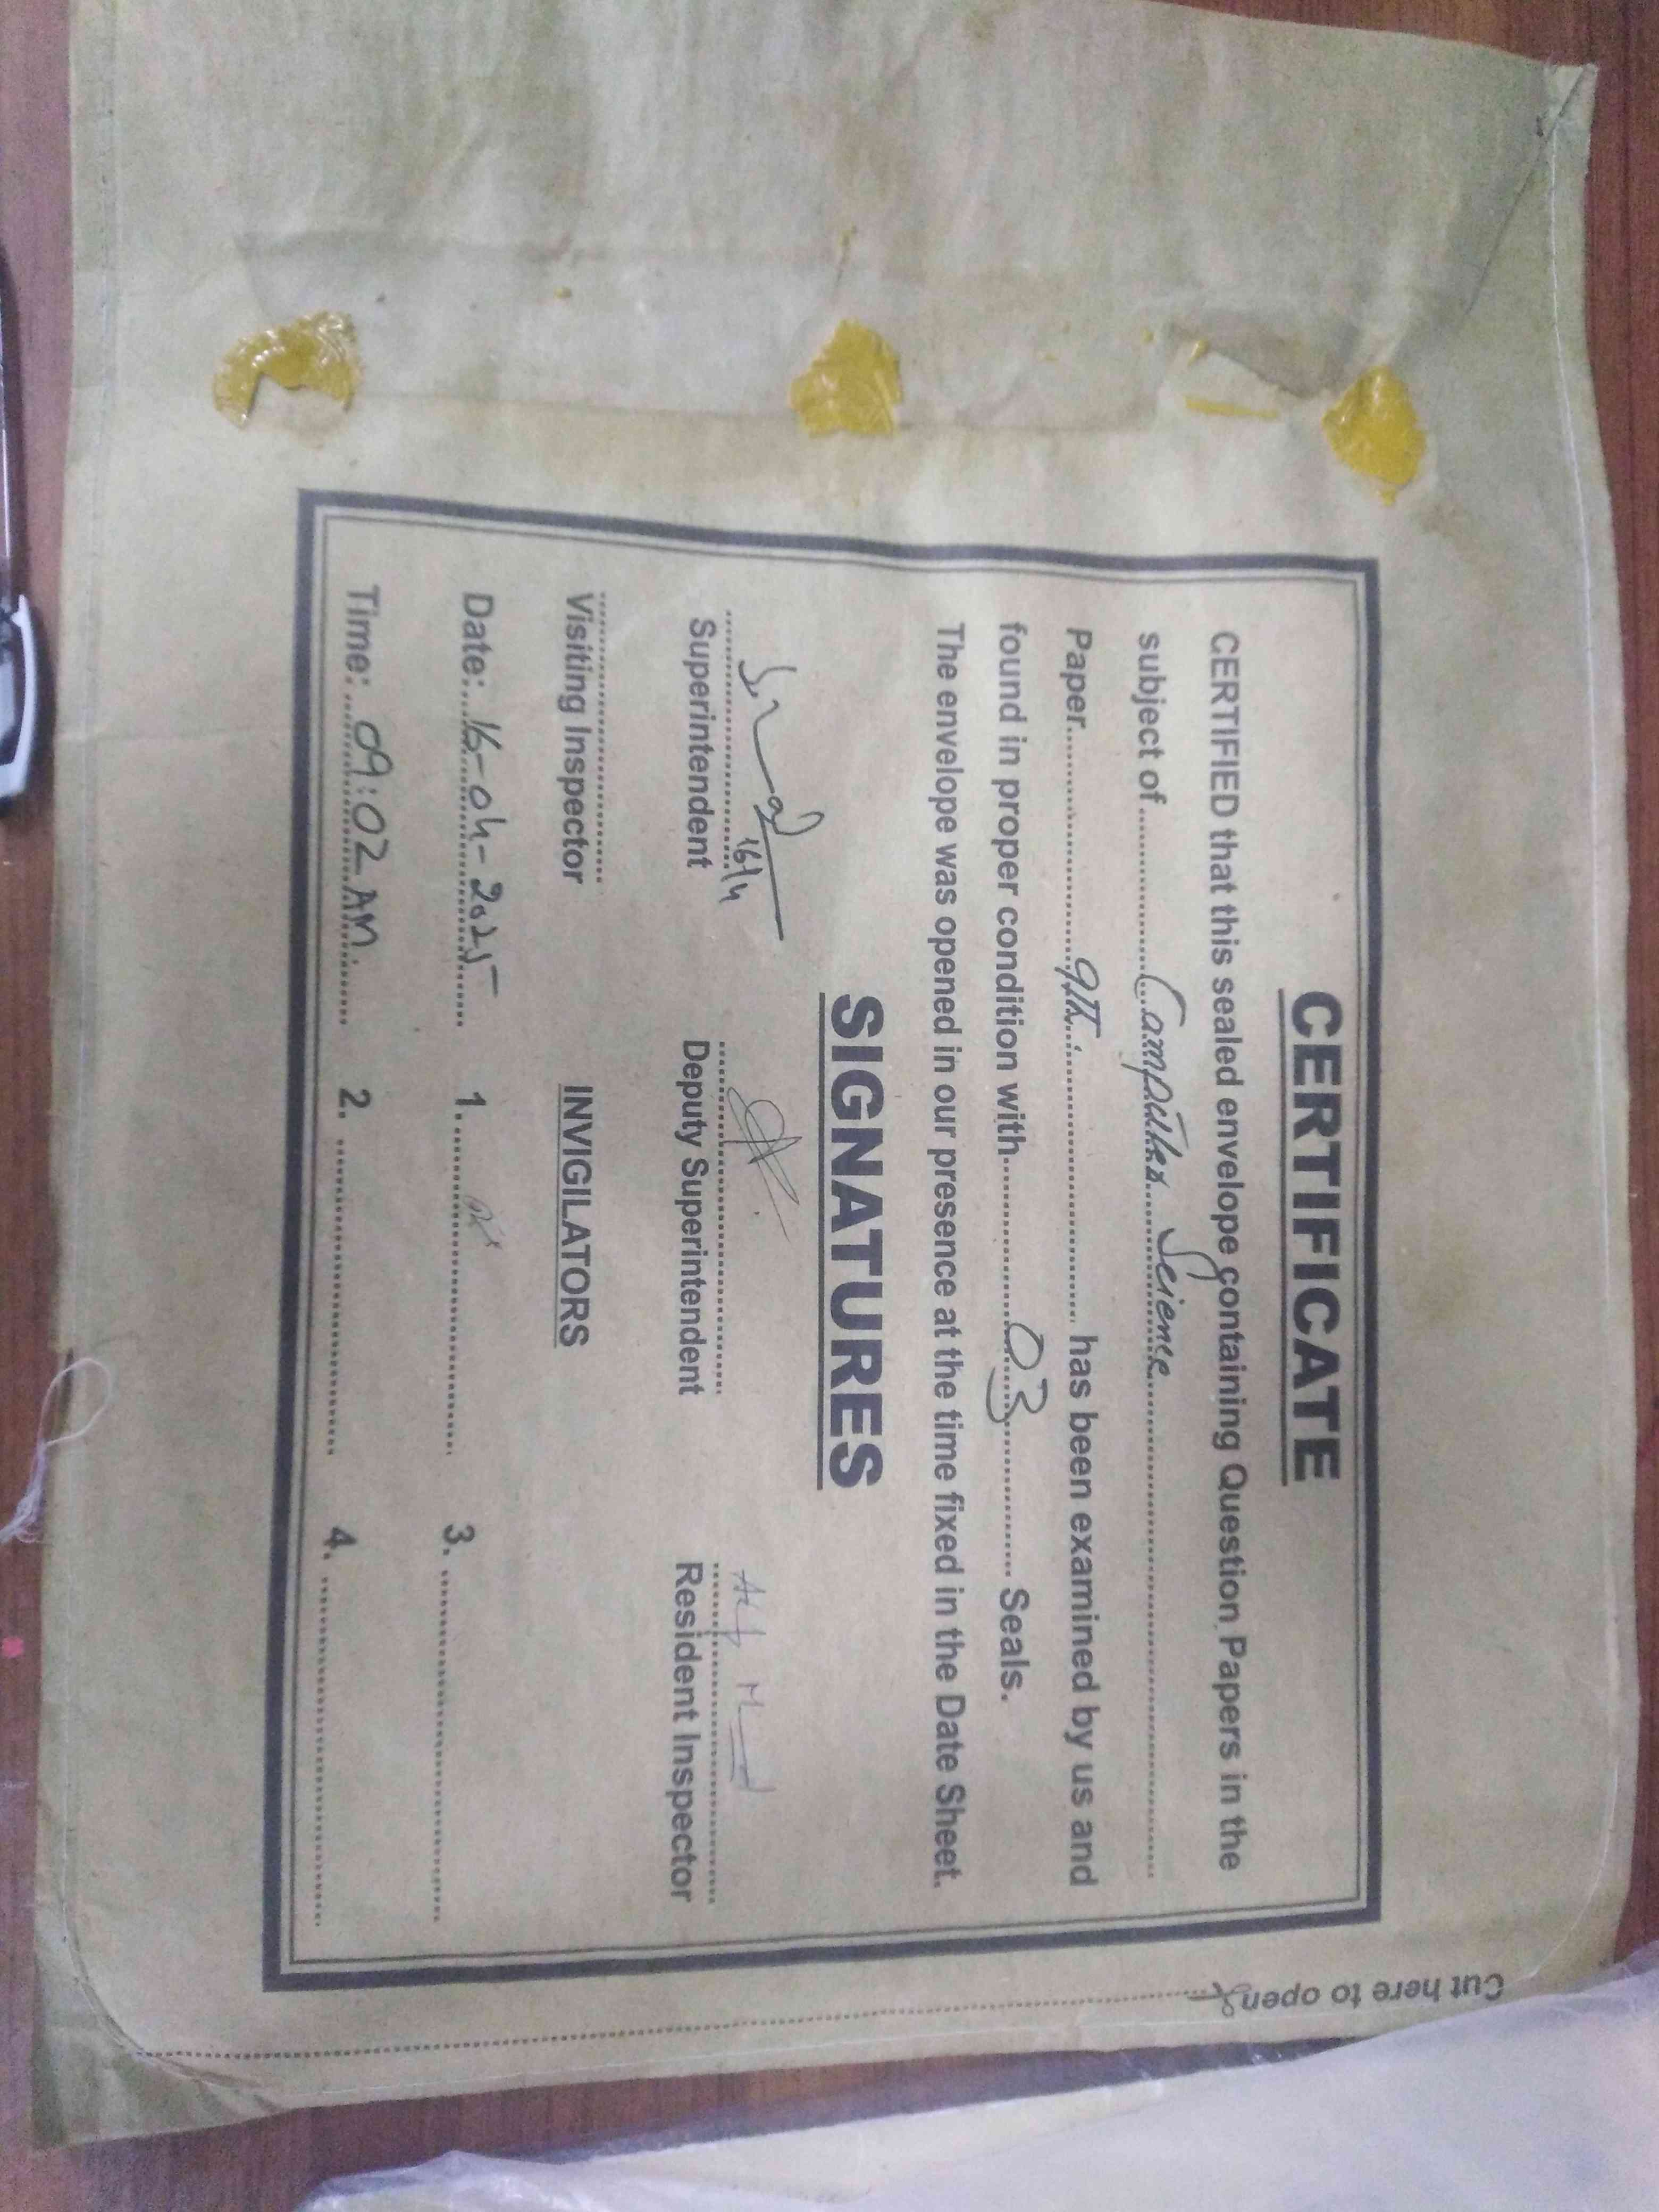 CERTIFICATE
CERTIFIED that this sealed envelope containing Question Papers in the
subject of.............Computer Science.............
Paper.............9th............. has been examined by us and
found in proper condition with.............03............. Seals.
The envelope was opened in our presence at the time fixed in the Date Sheet.
SIGNATURES
16/4
Superintendent Deputy Superintendent Resident Inspector
Visiting Inspector INVIGILATORS
Date: 16-04-2025 1. 3.
Time: 09:02 AM. 2. 4.
Cut here to open